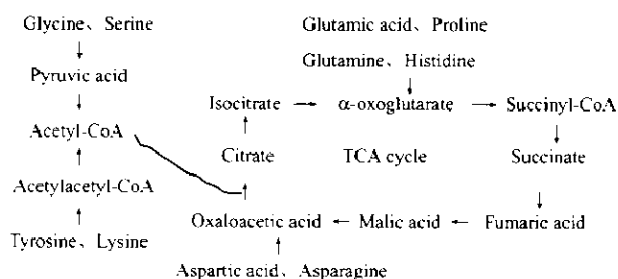 Glycine、Serine
Glutamic acid、Proline
Glutamine、Histidine
Pyruvic acid
Isocitrate → α-oxoglutarate → Succinyl-CoA
Acetyl-CoA
Citrate TCA cycle Succinate
Acetylacetyl-CoA
Oxaloacetic acid ← Malic acid ← Fumaric acid
Tyrosine、Lysine
Aspartic acid、Asparagine